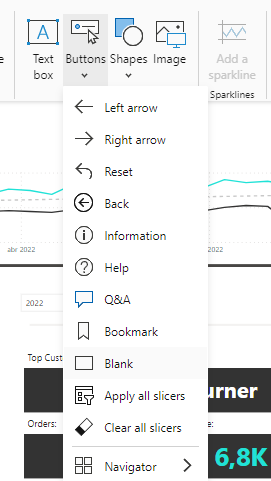 Text
box
Buttons
Shapes
Image
Add a
sparkline
Sparklines
Left arrow
Right arrow
Reset
Back
Information
Help
Q&A
Bookmark
Blank
Apply all slicers
Clear all slicers
Navigator
abr 2022
2022
2022
Top Cust
urner
Orders:
e:
6,8K